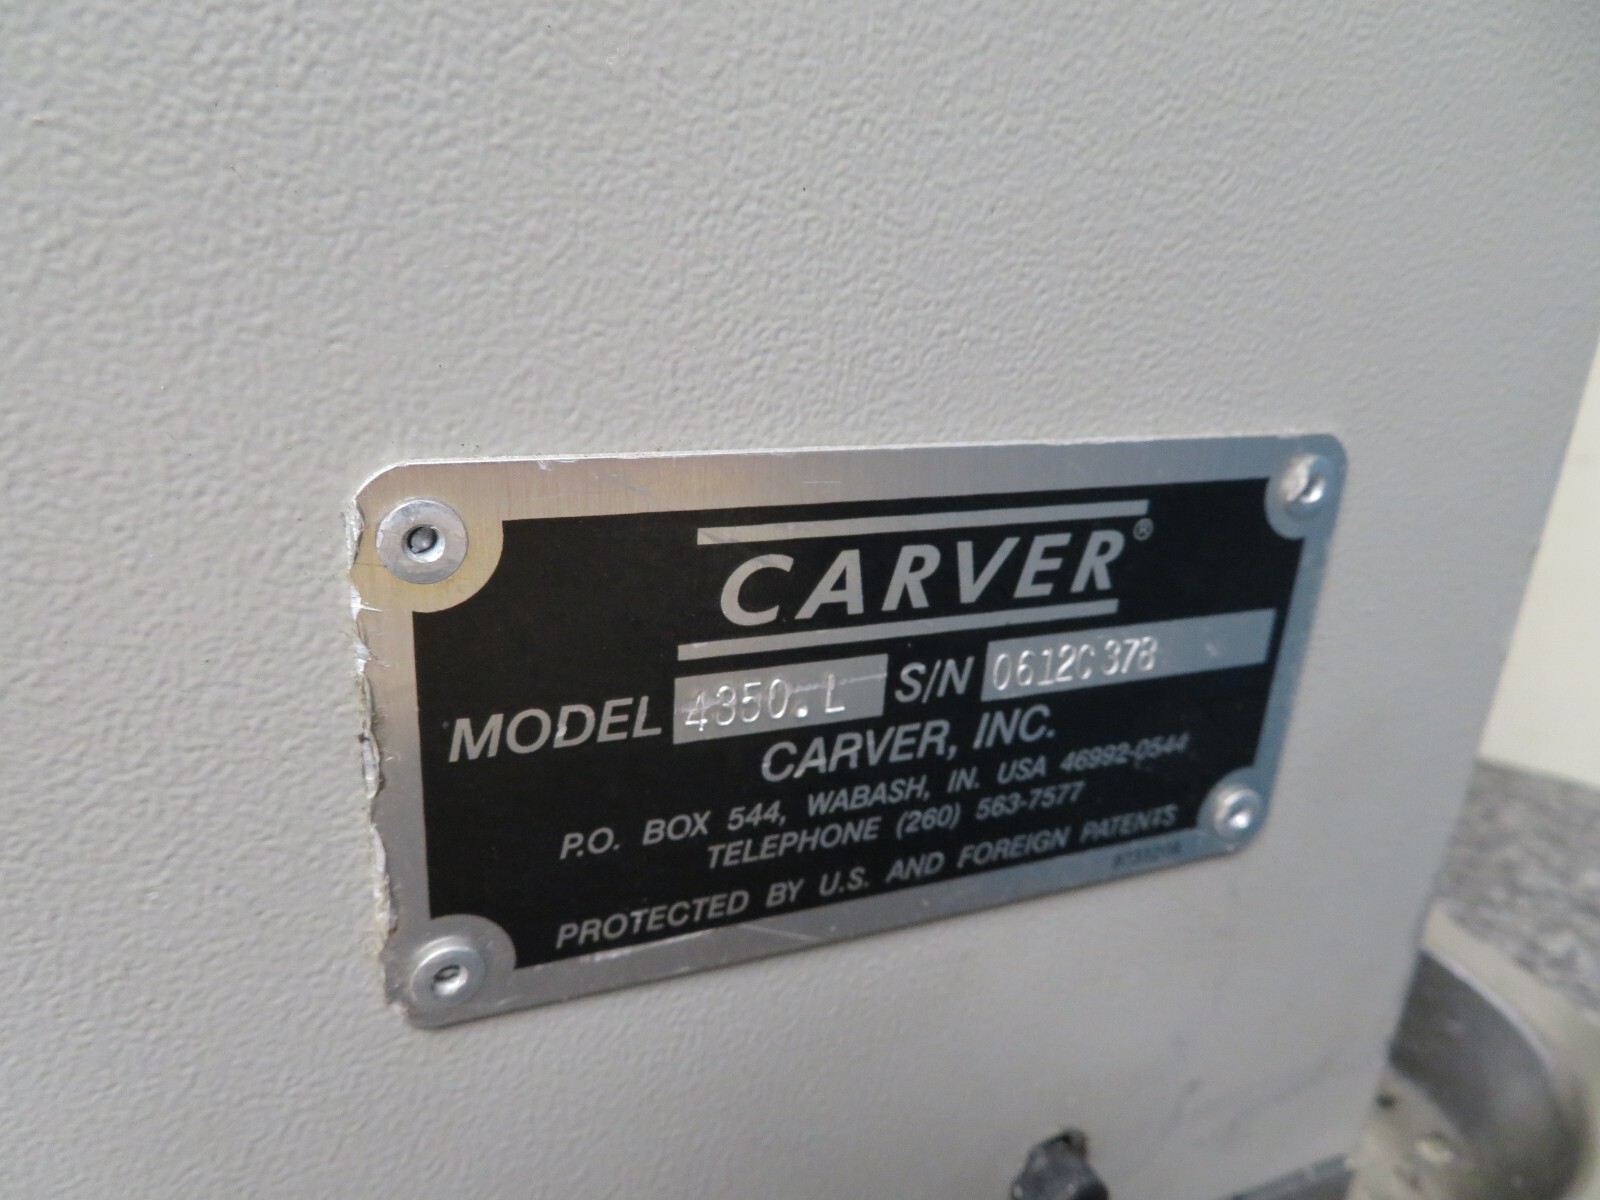 CARVER®
MODEL 4350.L S/N 0612C378
CARVER, INC.
P.O. BOX 544, WABASH, IN. USA 46992-0544
TELEPHONE (260) 563-7577
PROTECTED BY U.S. AND FOREIGN PATENTS